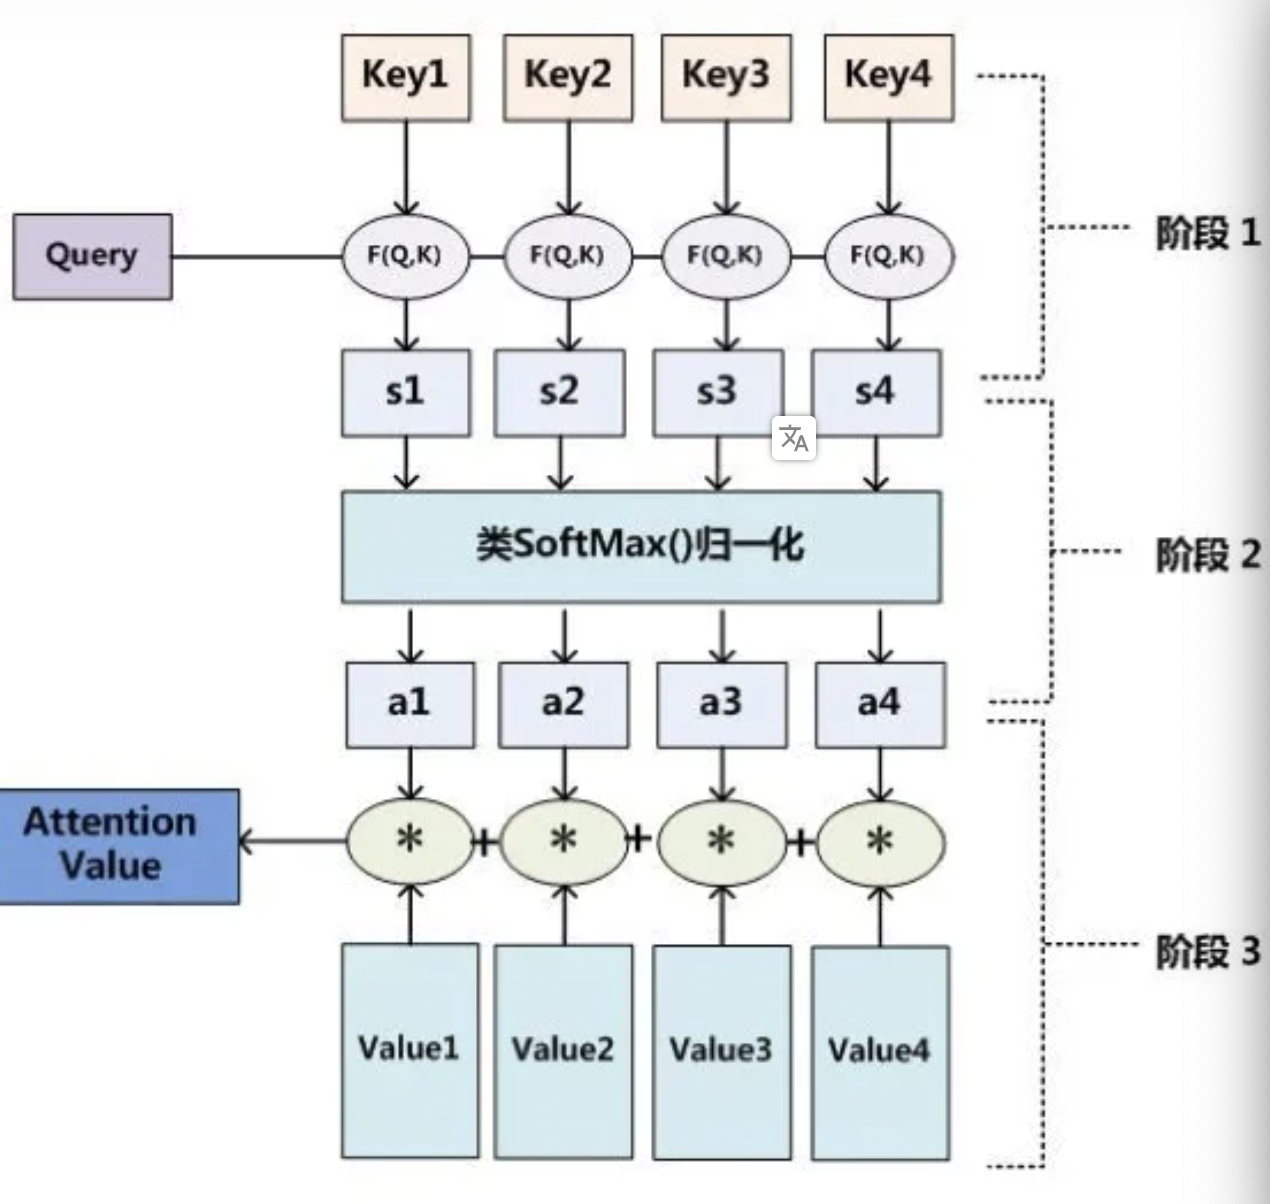 Key1
Key2
Key3
Key4
Query
F(Q,K)
F(Q,K)
F(Q,K)
F(Q,K)
阶段 1
s1
s2
s3
s4
文A
类SoftMax()归一化
阶段 2
a1
a2
a3
a4
Attention
Value
*
+
*
+
*
+
*
阶段 3
Value1
Value2
Value3
Value4